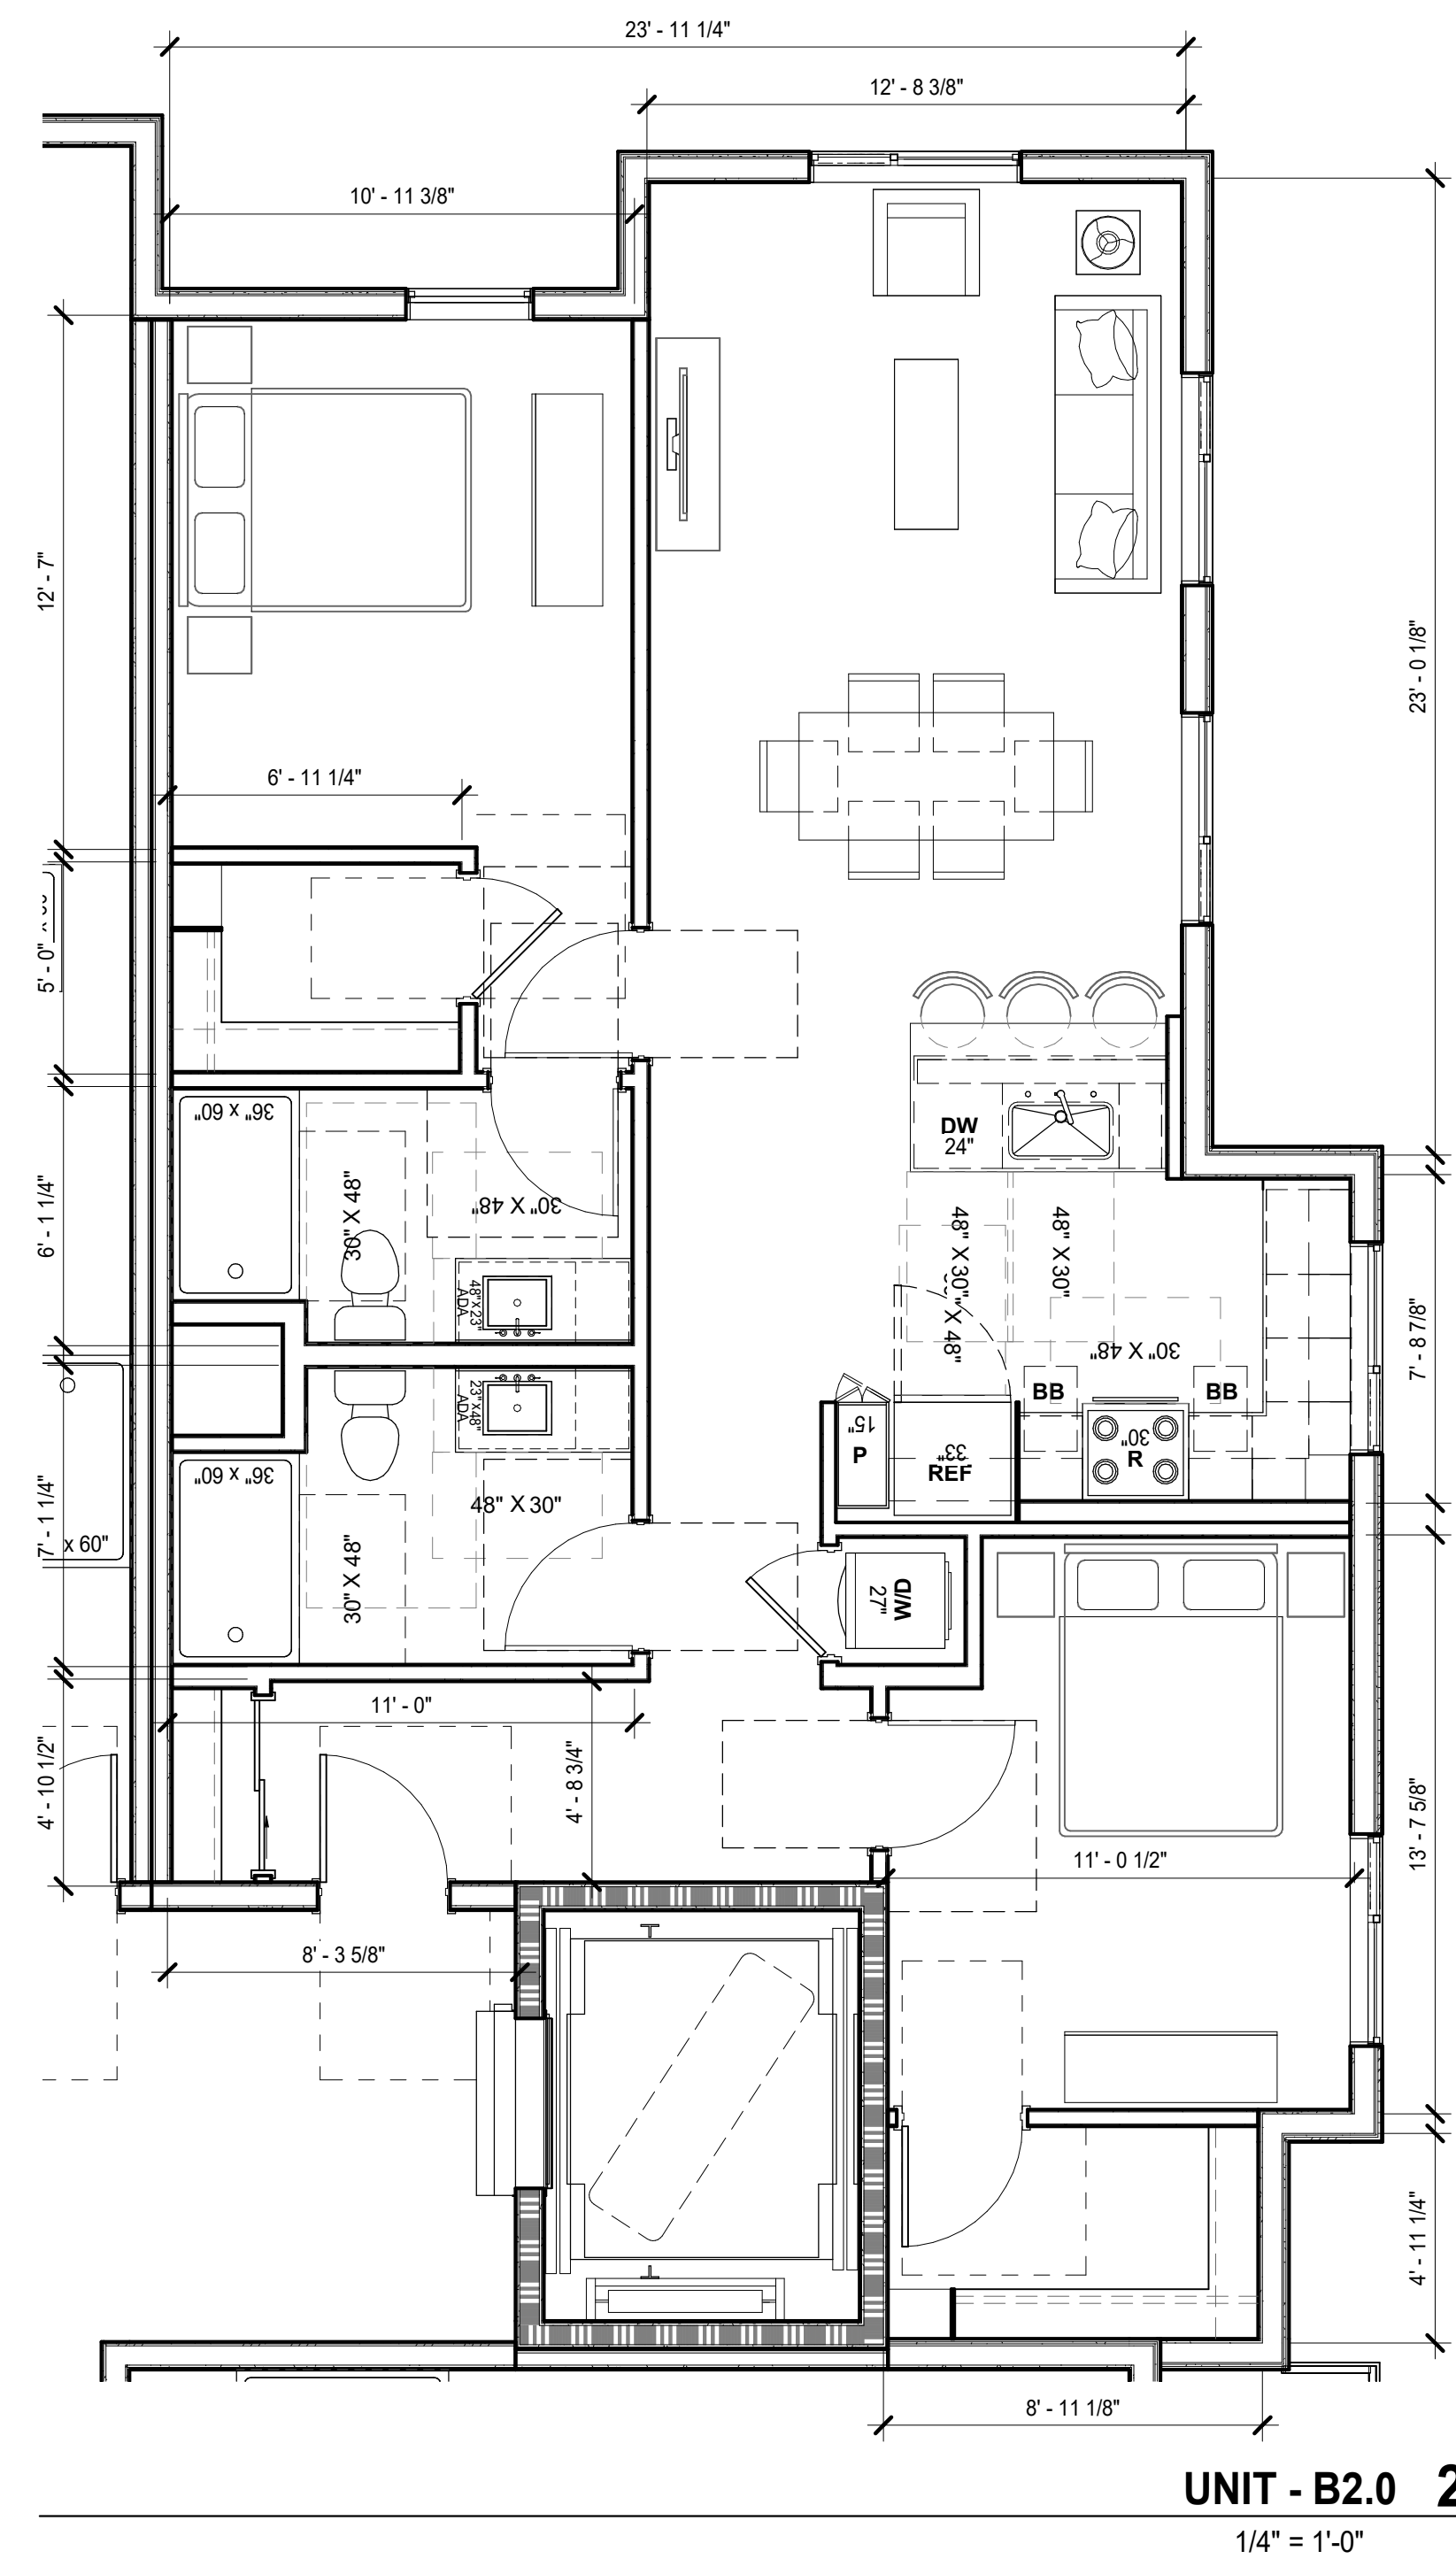 23' - 11 1/4"
12' - 8 3/8"
10' - 11 3/8"
12' - 7"
23' - 0 1/8"
6' - 11 1/4"
5' - 0"
36" x 60"
DW
24"
30" X 48"
30" X 48"
48" X 30"
48" X 30"
6' - 1 1/4"
48"X23"
ADA
X 48"
30" X 48"
7' - 8 7/8"
BB
BB
23"x48"
ADA
15"
P
33"
REF
30"
R
36" x 60"
48" X 30"
7' - 1 1/4"
x 60"
30" X 48"
W/D
27"
11' - 0"
4' - 10 1/2"
4' - 8 3/4"
13' - 7 5/8"
11' - 0 1/2"
8' - 3 5/8"
4' - 11 1/4"
8' - 11 1/8"
UNIT - B2.0 2
1/4" = 1'-0"